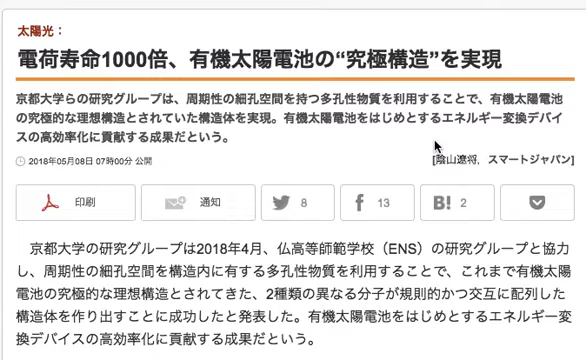 太陽光：
電荷寿命1000倍、有機太陽電池の“究極構造”を実現
京都大学らの研究グループは、周期性の細孔空間を持つ多孔性物質を利用することで、有機太陽電池
の究極的な理想構造とされていた構造体を実現。有機太陽電池をはじめとするエネルギー変換デバイ
スの高効率化に貢献する成果だという。
2018年05月08日 07時00分 公開
[陰山遼将，スマートジャパン]
印刷
通知
8
13
B! 2
京都大学の研究グループは2018年4月、仏高等師範学校（ENS）の研究グループと協力
し、周期性の細孔空間を構造内に有する多孔性物質を利用することで、これまで有機太陽
電池の究極的な理想構造とされてきた、2種類の異なる分子が規則的かつ交互に配列した
構造体を作り出すことに成功したと発表した。有機太陽電池をはじめとするエネルギー変
換デバイスの高効率化に貢献する成果だという。